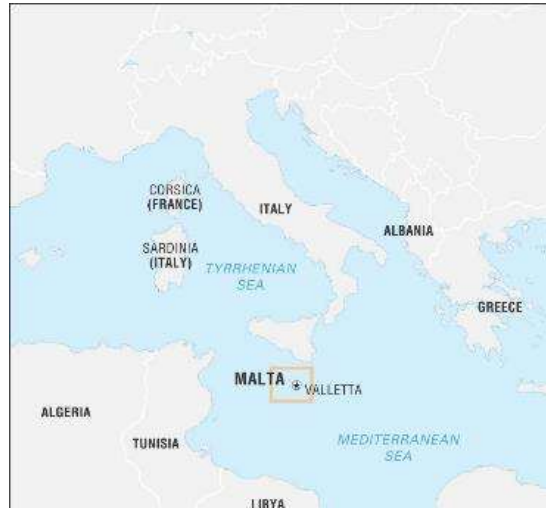 CORSICA
(FRANCE)
ITALY
ALBANIA
SARDINIA
(ITALY)
TYRRHENIAN
SEA
GREECE
MALTA
VALLETTA
ALGERIA
TUNISIA
MEDITERRANEAN
SEA
LIBYA